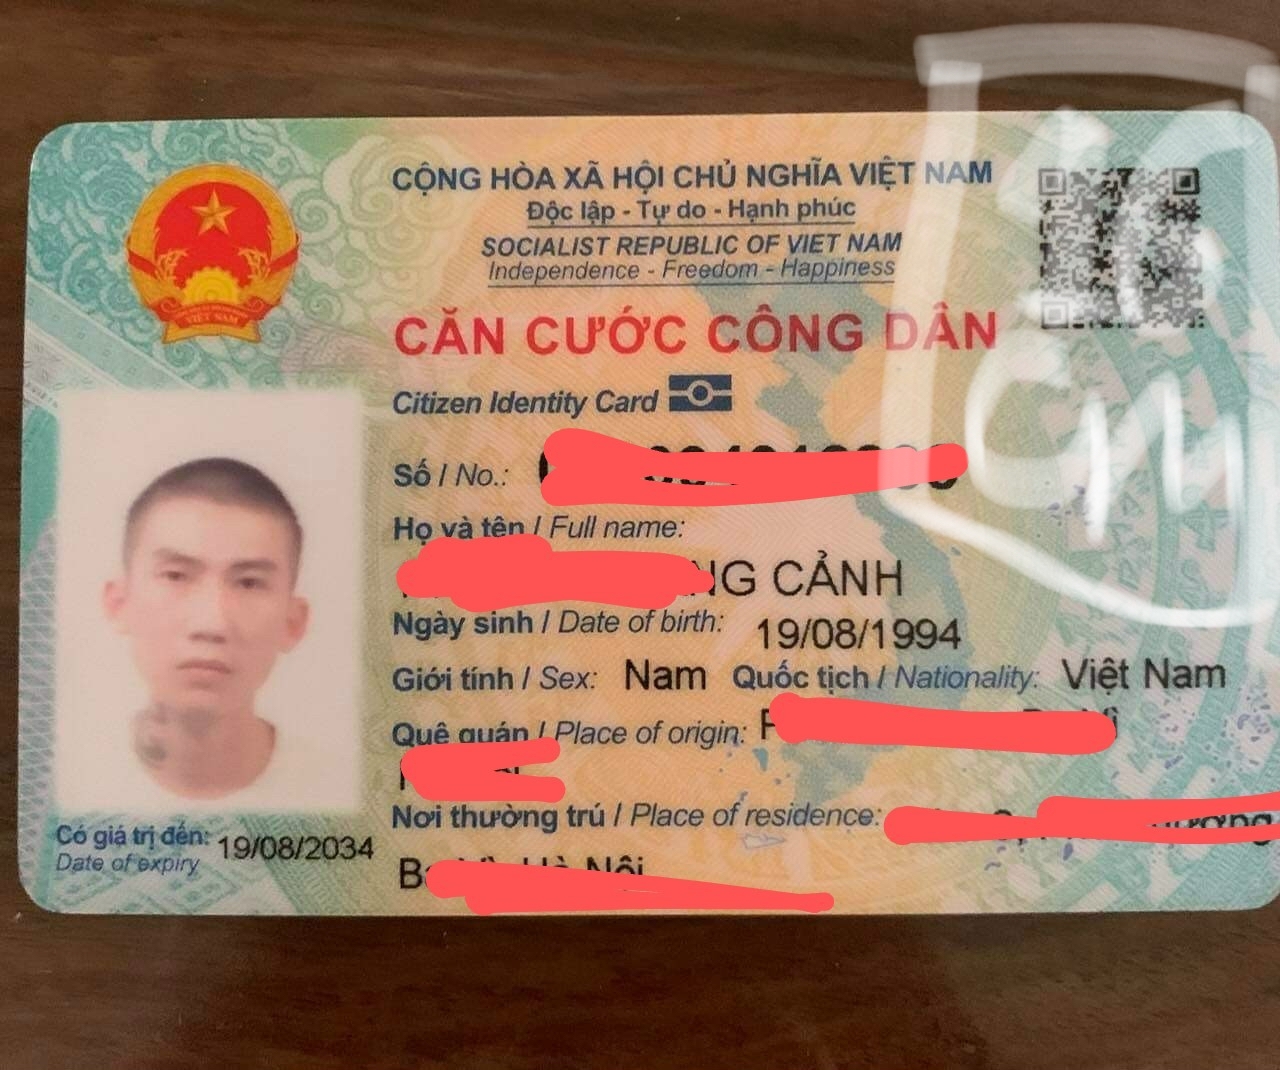 CỘNG HÒA XÃ HỘI CHỦ NGHĨA VIỆT NAM
Độc lập - Tự do - Hạnh phúc
SOCIALIST REPUBLIC OF VIET NAM
Independence - Freedom - Happiness
CĂN CƯỚC CÔNG DÂN
Citizen Identity Card
Số / No.:
Họ và tên / Full name:
CẢNH
Ngày sinh / Date of birth: 19/08/1994
Giới tính / Sex: Nam Quốc tịch / Nationality: Việt Nam
Quê quán / Place of origin:
Nơi thường trú / Place of residence:
Có giá trị đến: 19/08/2034
Date of expiry